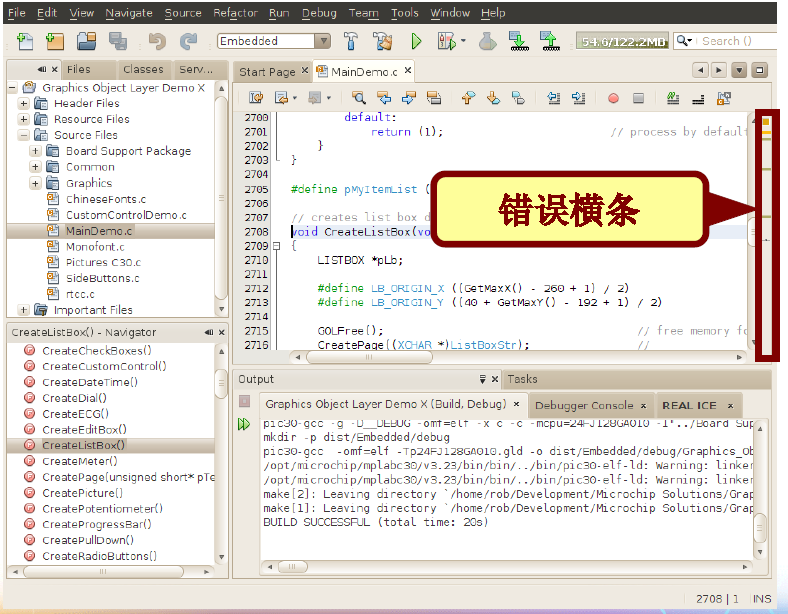 File Edit View Navigate Source Refactor Run Debug Team Tools Window Help
Embedded
54.6/122.2MB
Search ()
Files Classes Serv...
Start Page MainDemo.c
Graphics Object Layer Demo X
Header Files
Resource Files
Source Files
Board Support Package
Common
Graphics
ChineseFonts.c
CustomControlDemo.c
MainDemo.c
Monofont.c
Pictures C30.c
SideButtons.c
rtcc.c
Important Files
2700 default:
2701 return (1); // process by default
2702 }
2703 }
2704
2705 #define pMyItemList (
2706
2707 // creates list box d
2708 void CreateListBox(vo
2709 {
2710 LISTBOX *pLb;
2711
2712 #define LB_ORIGIN_X ((GetMaxX() - 260 + 1) / 2)
2713 #define LB_ORIGIN_Y ((40 + GetMaxY() - 192 + 1) / 2)
2714
2715 GOLFree(); // free memory fo
2716 CreatePage((XCHAR *)ListBoxStr); //
错误横条
CreateListBox() - Navigator
CreateCheckBoxes()
CreateCustomControl()
CreateDateTime()
CreateDial()
CreateECG()
CreateEditBox()
CreateListBox()
CreateMeter()
CreatePage(unsigned short* pTe
CreatePicture()
CreatePotentiometer()
CreateProgressBar()
CreatePullDown()
CreateRadioButtons()
Output Tasks
Graphics Object Layer Demo X (Build, Debug) Debugger Console REAL ICE
pic30-gcc -g -D__DEBUG -omf=elf -x c -c -mcpu=24FJ128GA010 -I"../Board Sup
mkdir -p dist/Embedded/debug
pic30-gcc -omf=elf -Tp24FJ128GA010.gld -o dist/Embedded/debug/Graphics_Ob
/opt/microchip/mplabc30/v3.23/bin/bin/../bin/pic30-elf-ld: Warning: linker
/opt/microchip/mplabc30/v3.23/bin/bin/../bin/pic30-elf-ld: Warning: linker
make[2]: Leaving directory `/home/rob/Development/Microchip Solutions/Grap
make[1]: Leaving directory `/home/rob/Development/Microchip Solutions/Grap
BUILD SUCCESSFUL (total time: 20s)
2708 | 1 INS